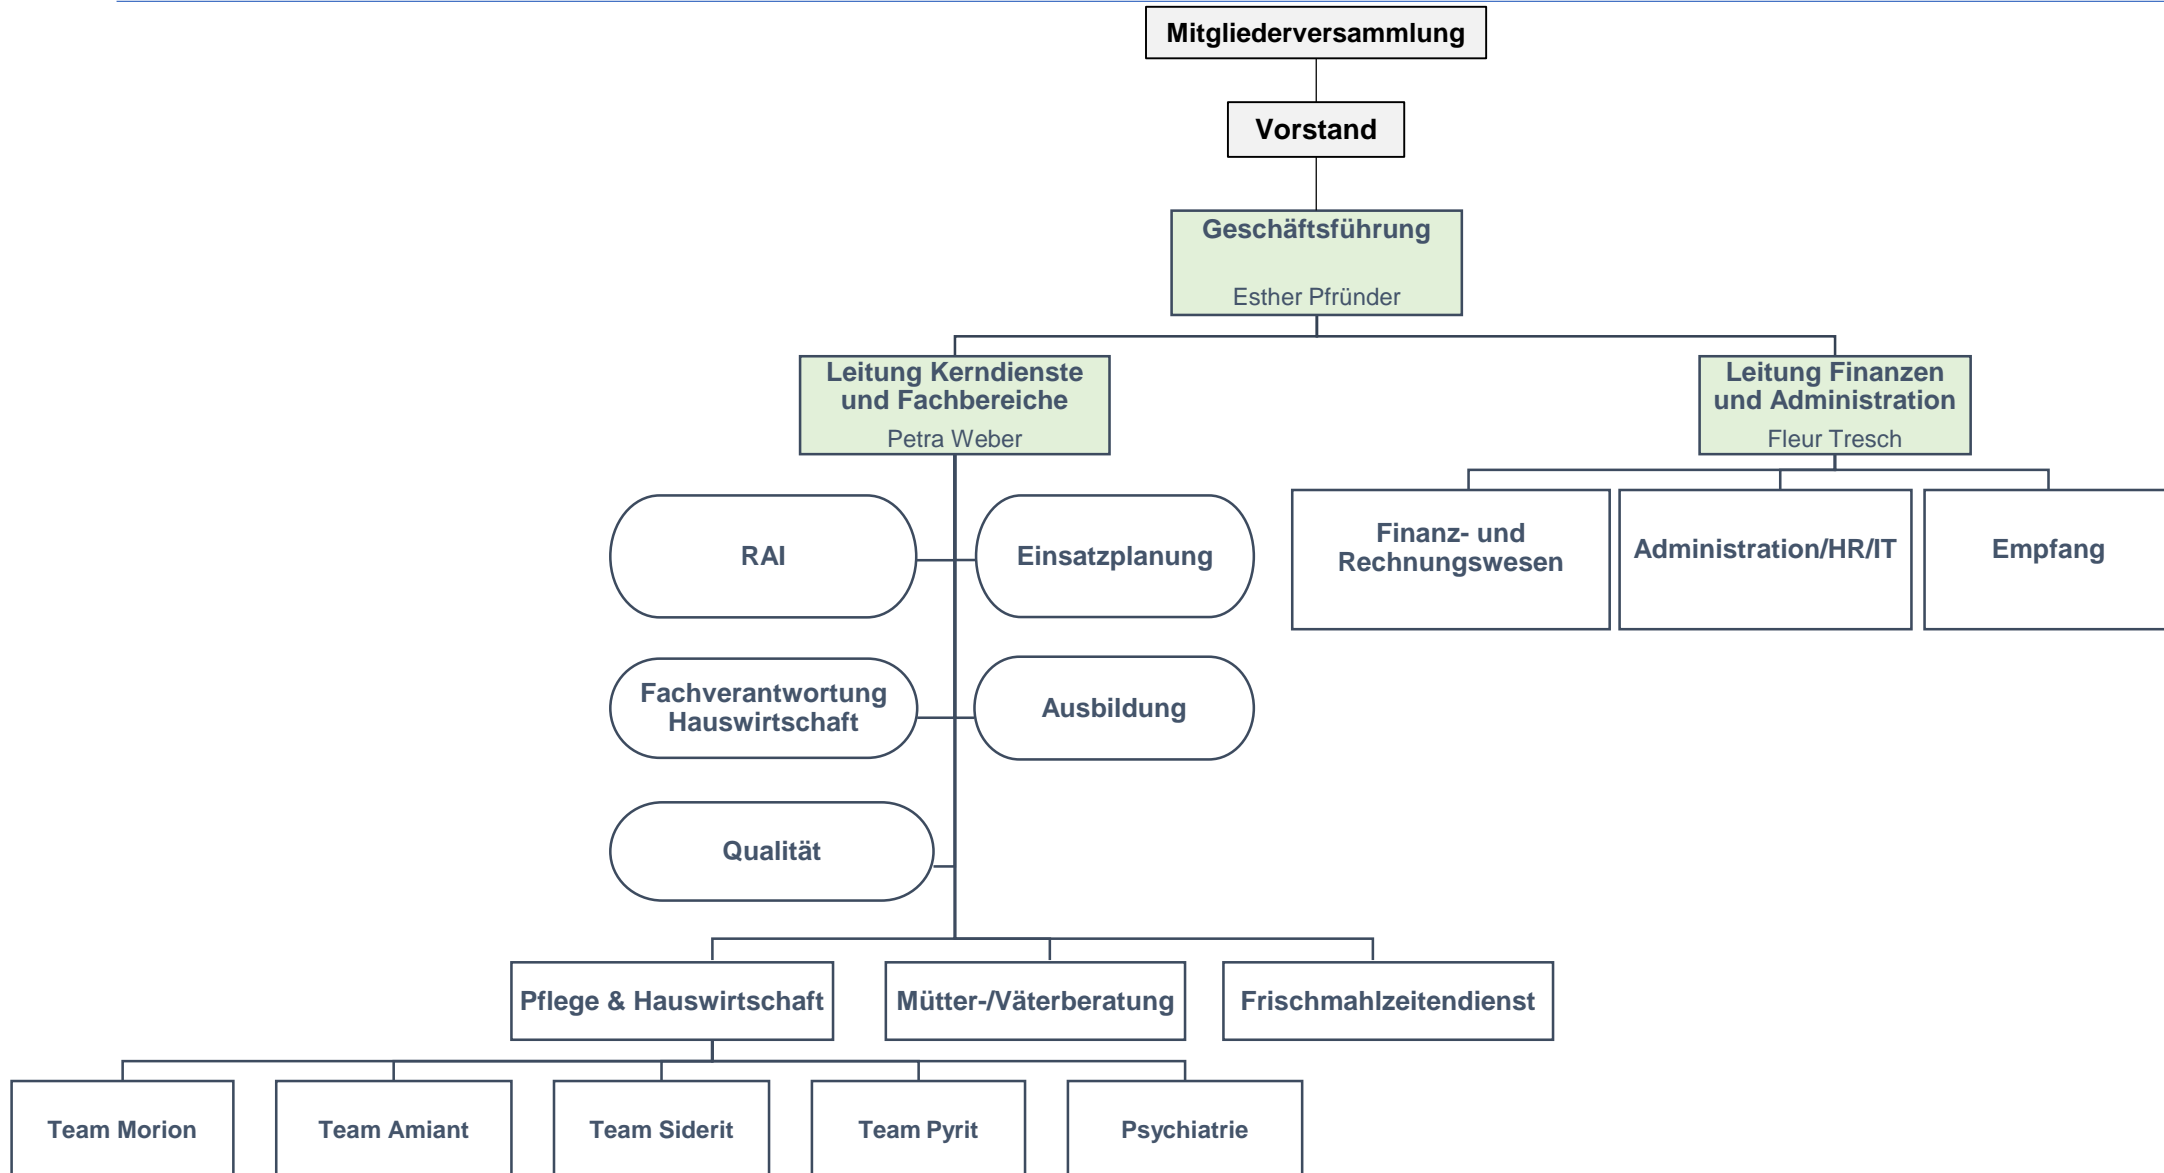 Mitgliederversammlung
Vorstand
Geschäftsführung
Esther Pfründer
Leitung Kerndienste
und Fachbereiche
Petra Weber
Leitung Finanzen
und Administration
Fleur Tresch
RAI
Einsatzplanung
Finanz- und
Rechnungswesen
Administration/HR/IT
Empfang
Fachverantwortung
Hauswirtschaft
Ausbildung
Qualität
Pflege & Hauswirtschaft
Mütter-/Väterberatung
Frischmahlzeitendienst
Team Morion
Team Amiant
Team Siderit
Team Pyrit
Psychiatrie